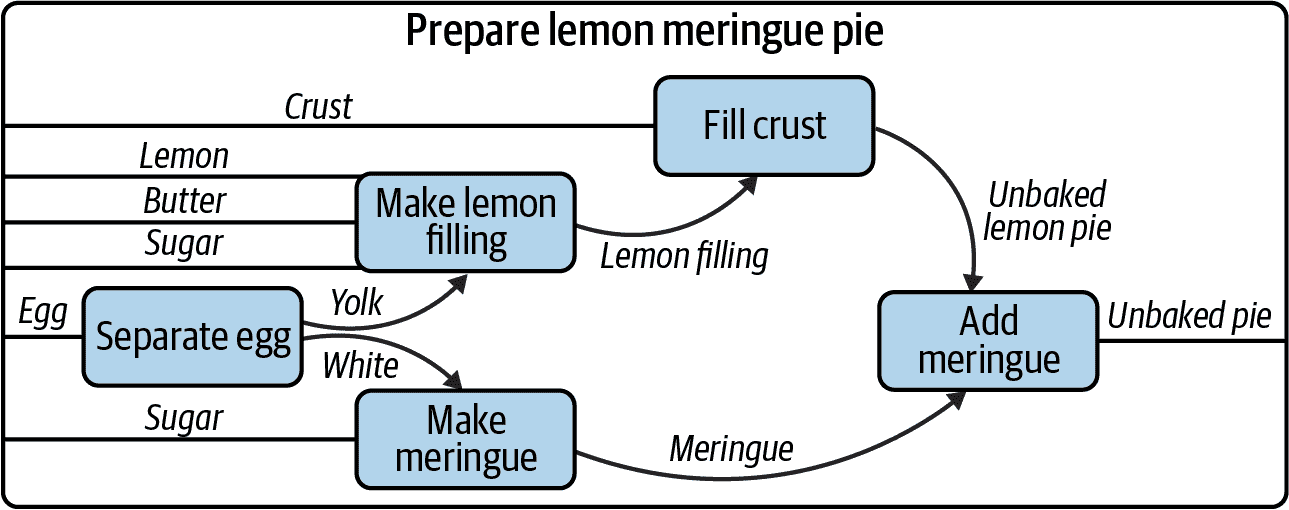 Prepare lemon meringue pie
Crust
Fill crust
Lemon
Butter
Sugar
Make lemon
filling
Lemon filling
Unbaked
lemon pie
Egg
Separate egg
Yolk
White
Sugar
Make
meringue
Meringue
Add
meringue
Unbaked pie